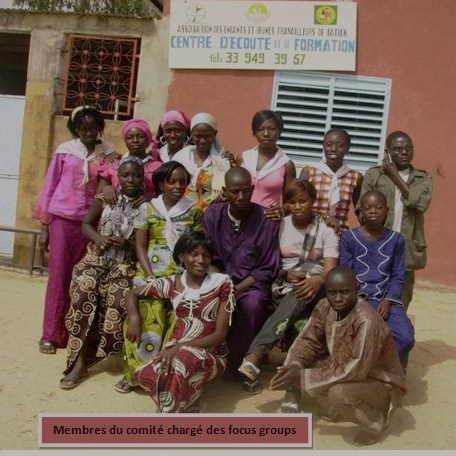 ASSOCIATION DES ENFANTS ET JEUNES TRAVAILLEURS DE FATICK
CENTRE D'ECOUTE et de FORMATION
Tél: 33 949 39 67
Membres du comité chargé des focus groups